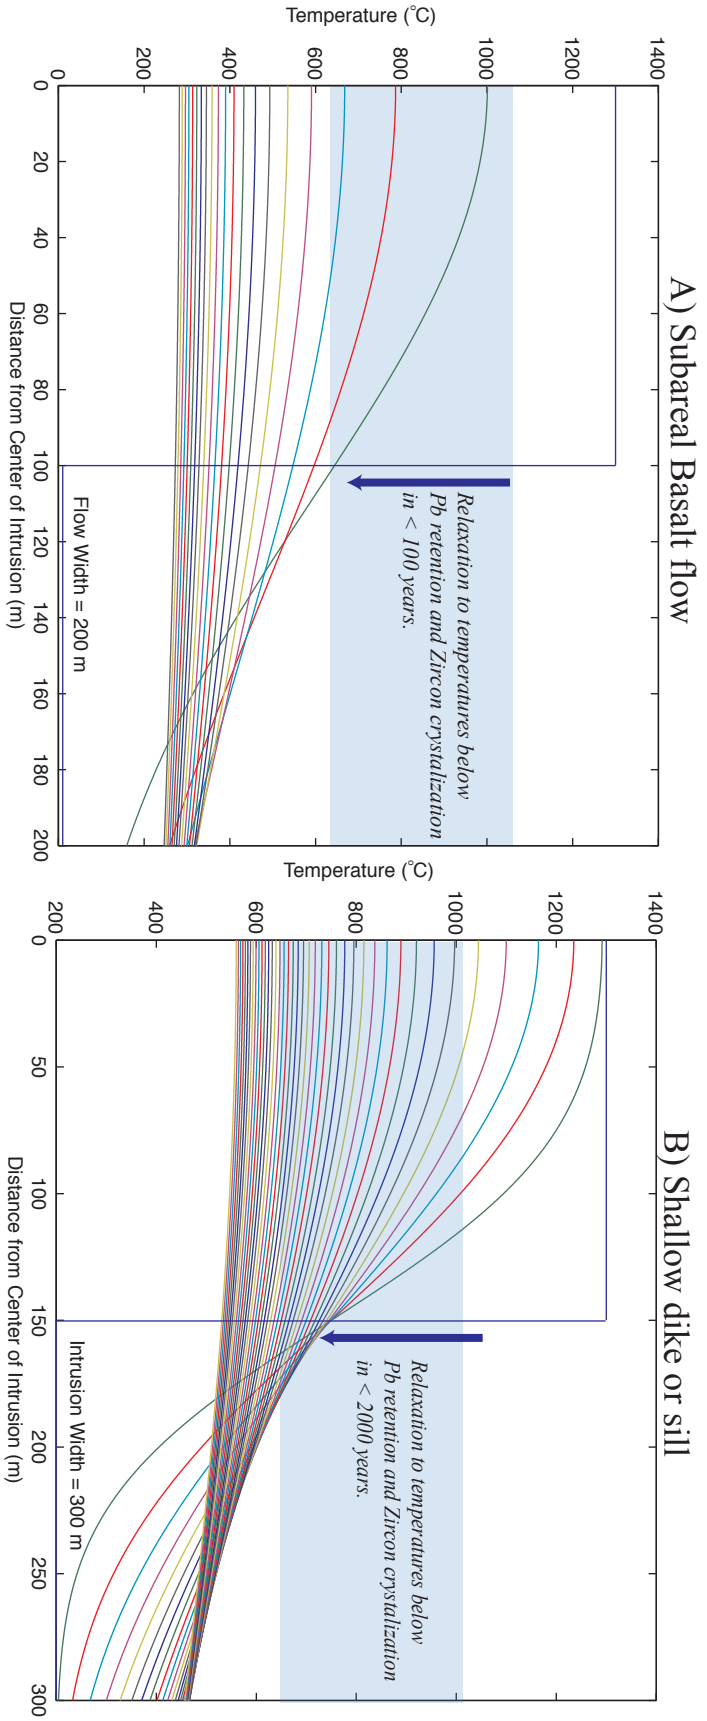 A) Subareal Basalt flow
Temperature (°C)
1400
1200
1000
800
600
400
200
0
0
20
40
60
80
100
120
140
160
180
200
Distance from Center of Intrusion (m)
Relaxation to temperatures below
Pb retention and Zircon crystalization
in < 100 years.
Flow Width = 200 m
B) Shallow dike or sill
Temperature (°C)
1400
1200
1000
800
600
400
200
0
50
100
150
200
250
300
Distance from Center of Intrusion (m)
Relaxation to temperatures below
Pb retention and Zircon crystalization
in < 2000 years.
Intrusion Width = 300 m